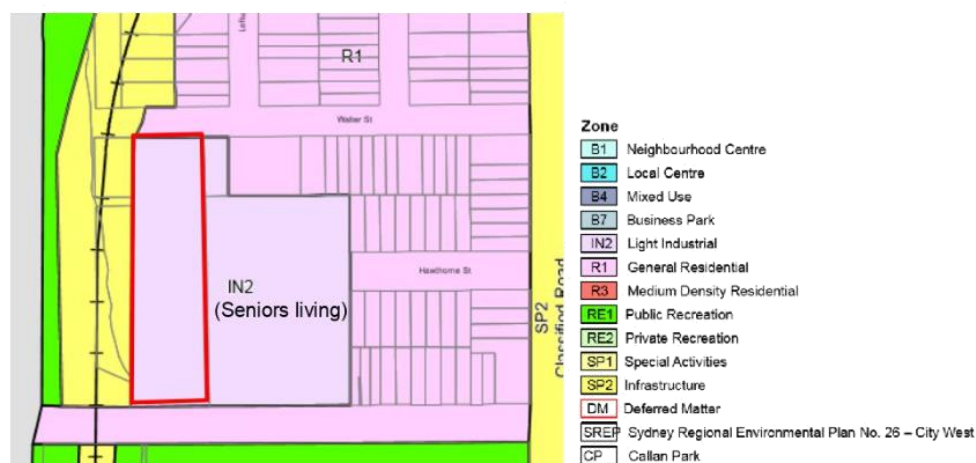 Lefte
R1
Walter St
Hawthorne St
IN2
(Seniors living)
SP2
Classified Road
Zone
B1 Neighbourhood Centre
B2 Local Centre
B4 Mixed Use
B7 Business Park
IN2 Light Industrial
R1 General Residential
R3 Medium Density Residential
RE1 Public Recreation
RE2 Private Recreation
SP1 Special Activities
SP2 Infrastructure
DM Deferred Matter
SREP Sydney Regional Environmental Plan No. 26 – City West
CP Callan Park